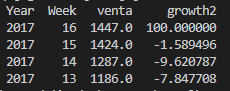 Year  Week   venta     growth2
2017    16  1447.0  100.000000
2017    15  1424.0   -1.589496
2017    14  1287.0   -9.620787
2017    13  1186.0   -7.847708